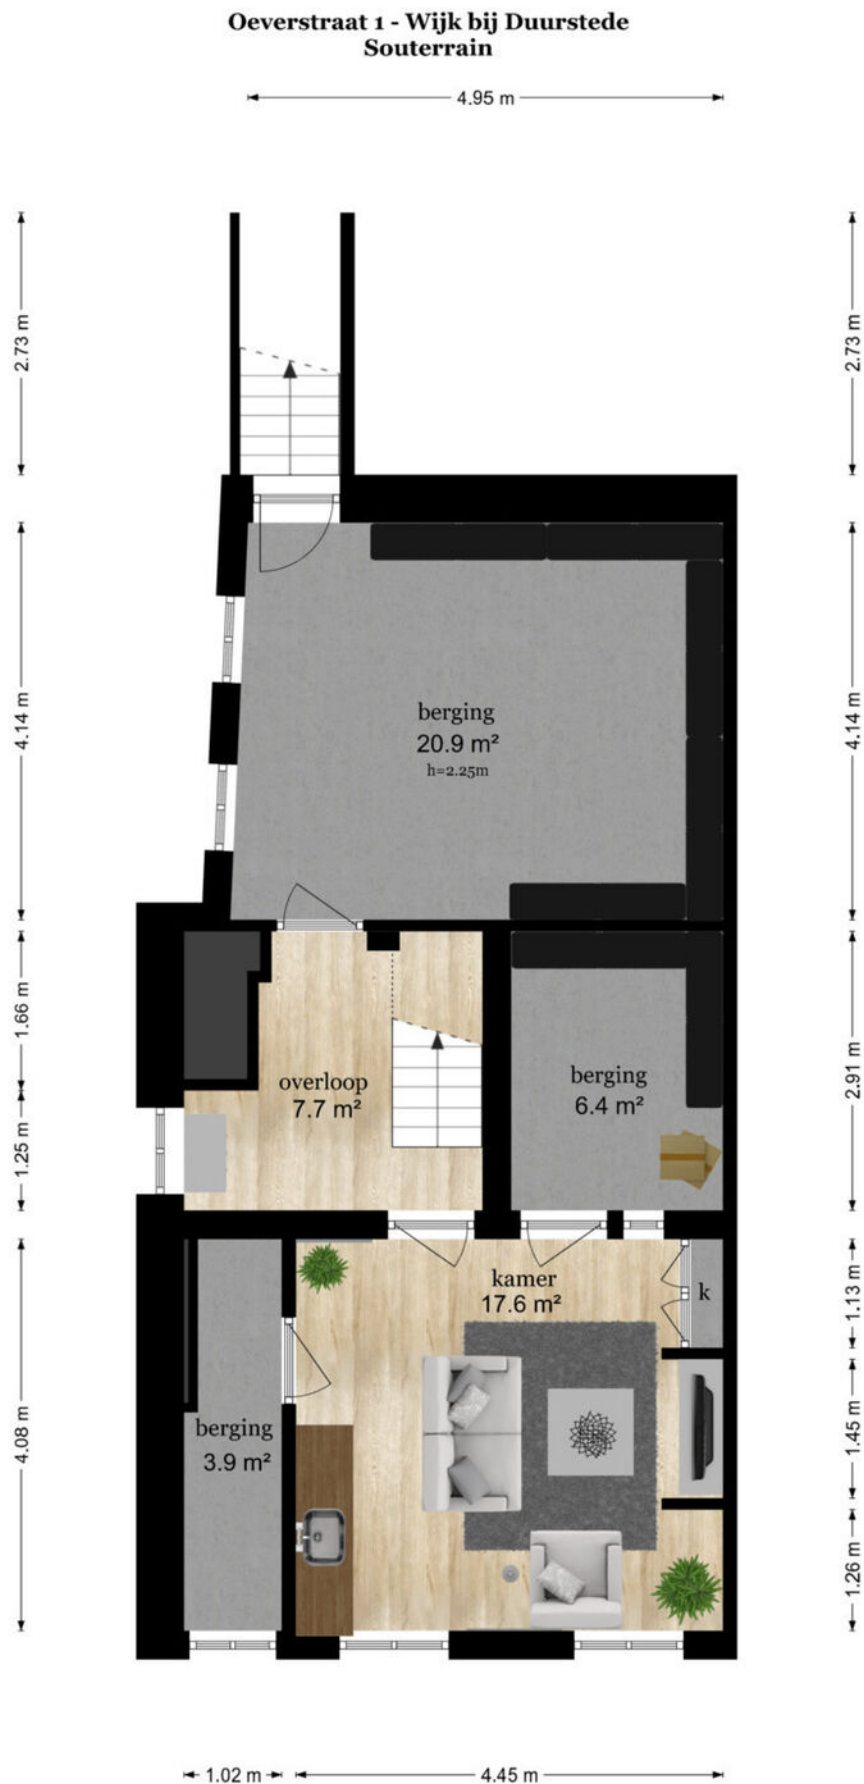 Oeverstraat 1 - Wijk bij Duurstede
Souterrain
4.95 m
2.73 m
2.73 m
4.14 m
berging
20.9 m²
h=2.25m
4.14 m
1.66 m
1.25 m
overloop
7.7 m²
berging
6.4 m²
2.91 m
kamer
17.6 m²
k
1.13 m
4.08 m
berging
3.9 m²
1.45 m
1.26 m
1.02 m
4.45 m